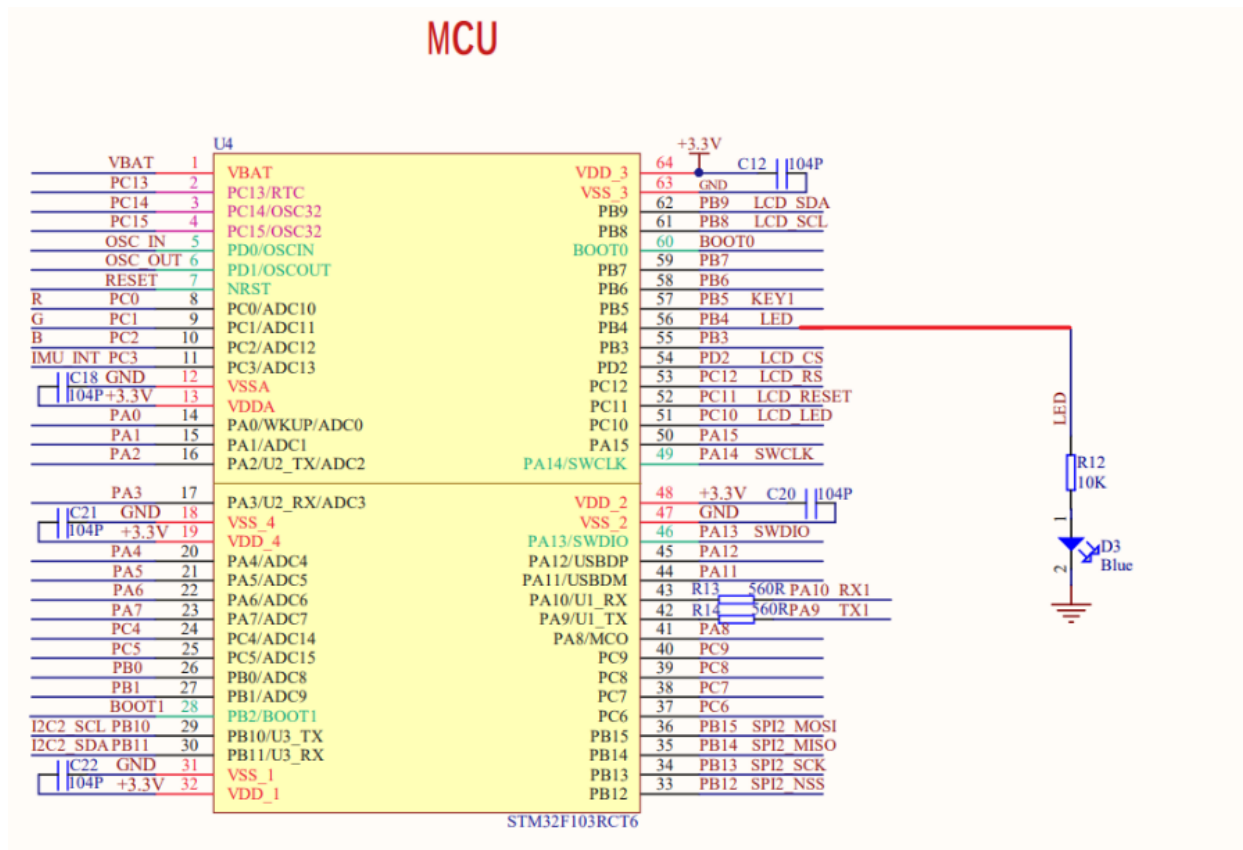 MCU
U4
VBAT 1 VBAT
PC13 2 PC13/RTC
PC14 3 PC14/OSC32
PC15 4 PC15/OSC32
OSC_IN 5 PD0/OSCIN
OSC_OUT 6 PD1/OSCOUT
RESET 7 NRST
R PC0 8 PC0/ADC10
G PC1 9 PC1/ADC11
B PC2 10 PC2/ADC12
IMU_INT PC3 11 PC3/ADC13
C18 GND 12 VSSA
104P +3.3V 13 VDDA
PA0 14 PA0/WKUP/ADC0
PA1 15 PA1/ADC1
PA2 16 PA2/U2_TX/ADC2
PA3 17 PA3/U2_RX/ADC3
C21 GND 18 VSS_4
104P +3.3V 19 VDD_4
PA4 20 PA4/ADC4
PA5 21 PA5/ADC5
PA6 22 PA6/ADC6
PA7 23 PA7/ADC7
PC4 24 PC4/ADC14
PC5 25 PC5/ADC15
PB0 26 PB0/ADC8
PB1 27 PB1/ADC9
BOOT1 28 PB2/BOOT1
I2C2_SCL PB10 29 PB10/U3_TX
I2C2_SDA PB11 30 PB11/U3_RX
C22 GND 31 VSS_1
104P +3.3V 32 VDD_1
+3.3V
VDD_3 64 C12 104P
VSS_3 63 GND
PB9 62 PB9 LCD_SDA
PB8 61 PB8 LCD_SCL
BOOT0 60 BOOT0
PB7 59 PB7
PB6 58 PB6
PB5 57 PB5 KEY1
PB4 56 PB4 LED
PB3 55 PB3
PD2 54 PD2 LCD_CS
PC12 53 PC12 LCD_RS
PC11 52 PC11 LCD_RESET
PC10 51 PC10 LCD_LED
PA15 50 PA15
PA14/SWCLK 49 PA14 SWCLK
VDD_2 48 +3.3V C20 104P
VSS_2 47 GND
PA13/SWDIO 46 PA13 SWDIO
PA12/USBDP 45 PA12
PA11/USBDM 44 PA11
PA10/U1_RX 43 R13 560R PA10 RX1
PA9/U1_TX 42 R14 560R PA9 TX1
PA8/MCO 41 PA8
PC9 40 PC9
PC8 39 PC8
PC7 38 PC7
PC6 37 PC6
PB15 36 PB15 SPI2_MOSI
PB14 35 PB14 SPI2_MISO
PB13 34 PB13 SPI2_SCK
PB12 33 PB12 SPI2_NSS
STM32F103RCT6
LED
R12
10K
1
D3
2
Blue